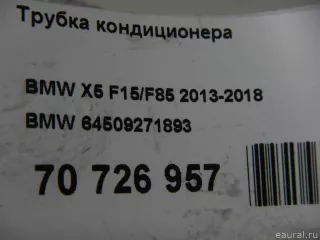 Трубка кондиционера
BMW X5 F15/F85 2013-2018
BMW 64509271893
70 726 957
eaural.ru